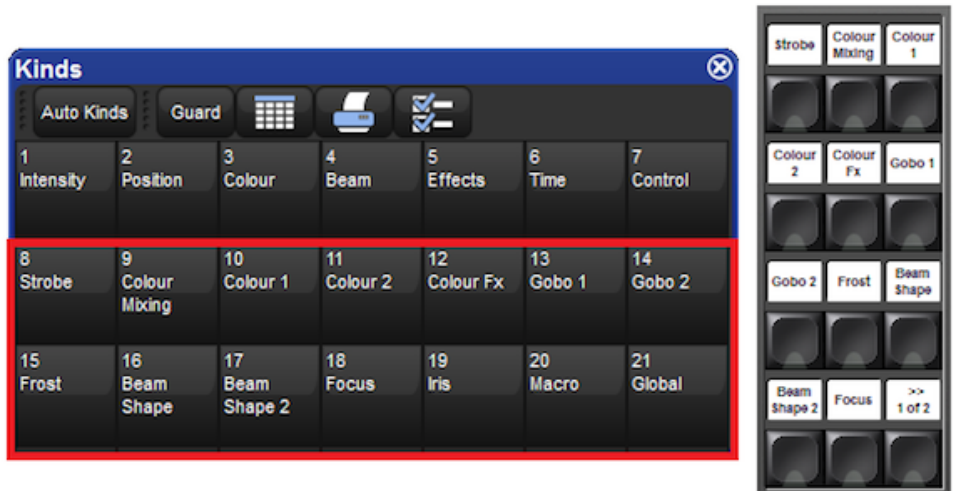 Kinds
Auto Kinds
Guard
1 2 3 4 5 6 7
Intensity Position Colour Beam Effects Time Control
8 9 10 11 12 13 14
Strobe Colour Colour 1 Colour 2 Colour Fx Gobo 1 Gobo 2
Mixing
15 16 17 18 19 20 21
Frost Beam Beam Focus Iris Macro Global
Shape Shape 2
Strobe Colour Colour
Mixing 1
Colour Colour Gobo 1
2 Fx
Gobo 2 Frost Beam
Shape
Beam Focus >>
Shape 2 1 of 2